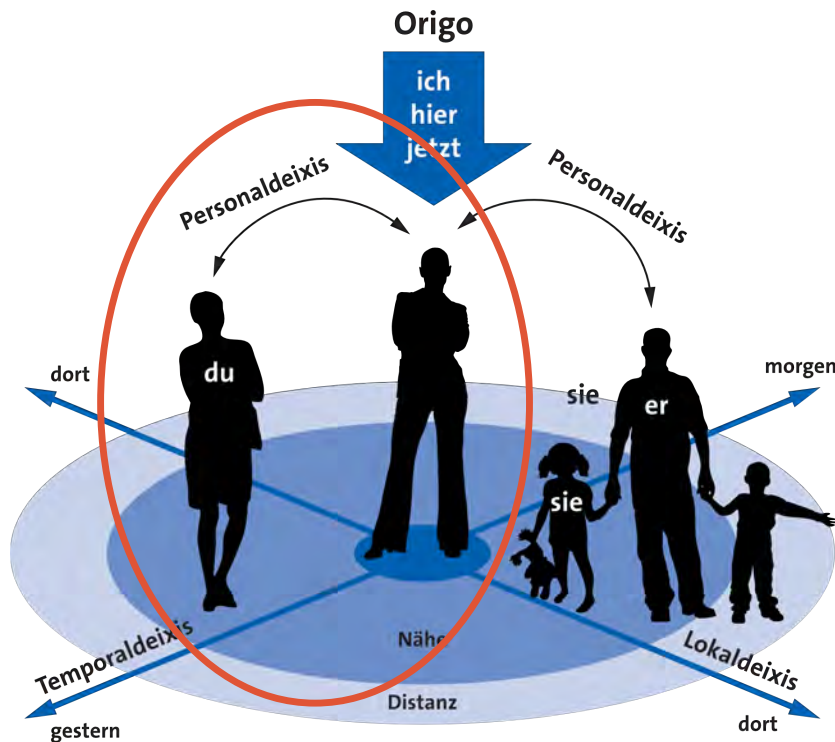 Origo
ich
hier
jetzt
Personaldeixis
Personaldeixis
dort
du
sie
er
morgen
sie
Nähe
Temporaldeixis
Lokaldeixis
Distanz
gestern
dort